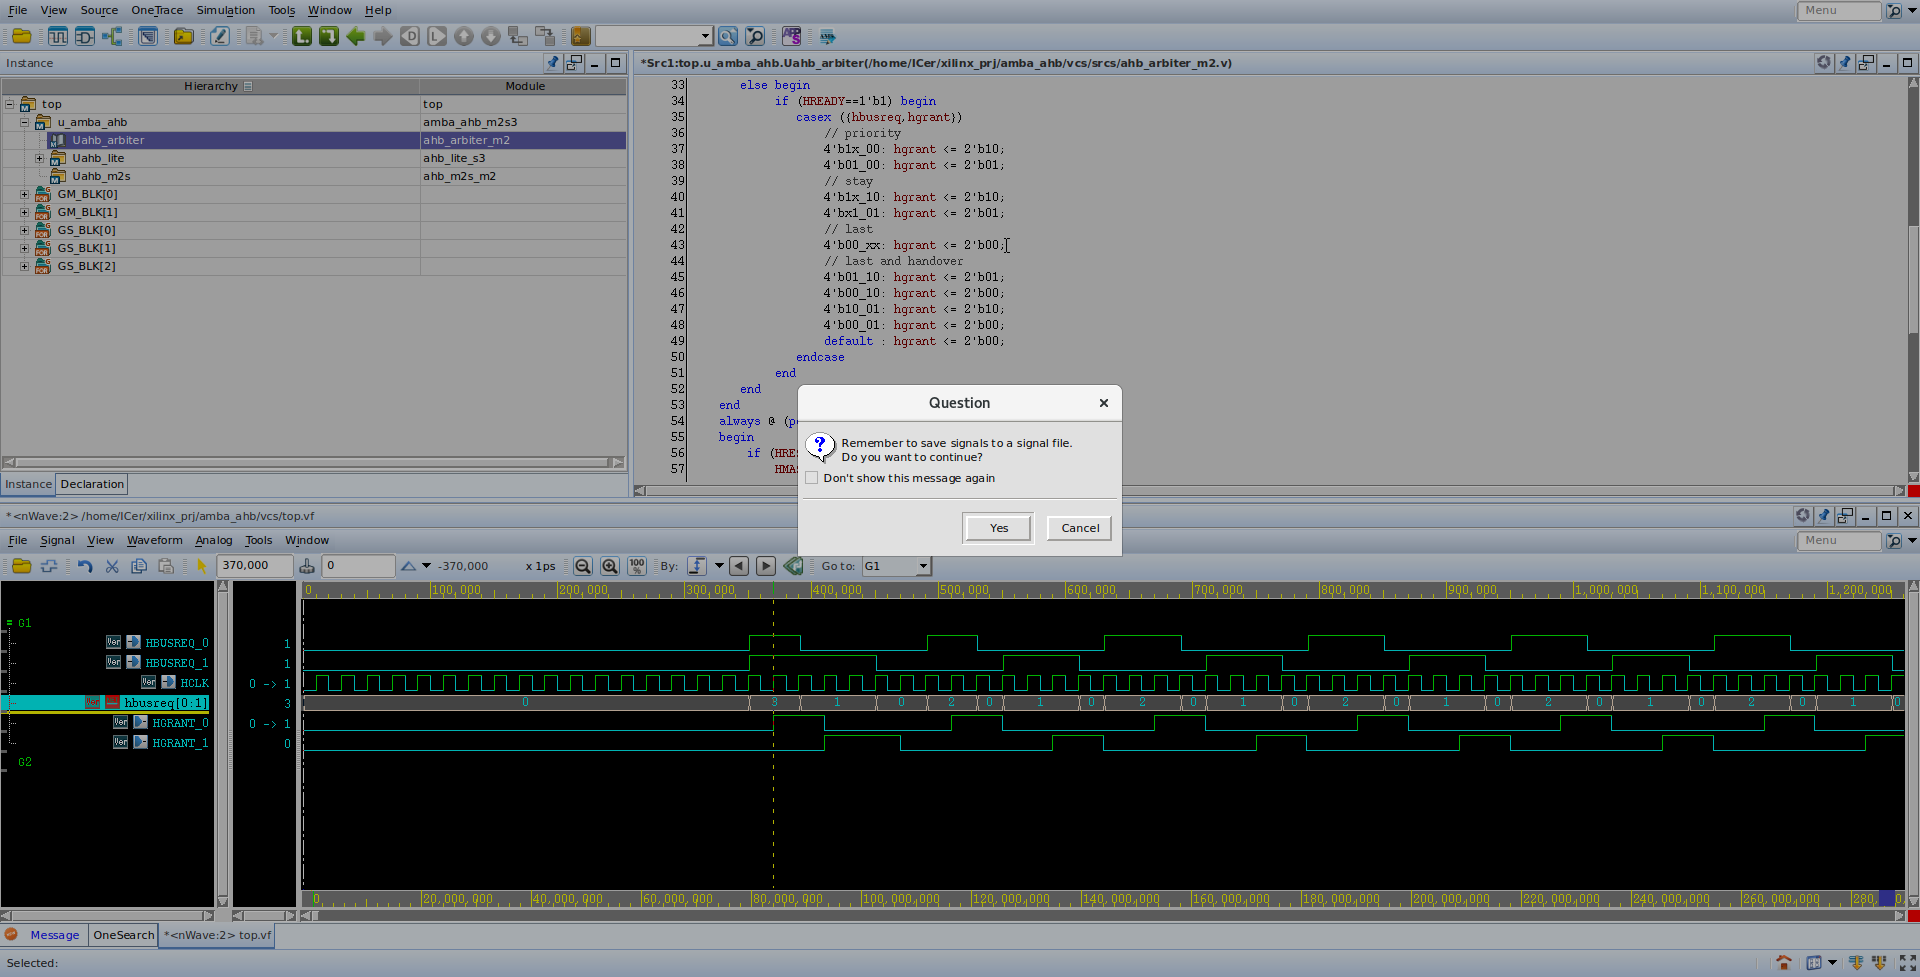 File View Source OneTrace Simulation Tools Window Help
Menu
Instance
*Src1:top.u_amba_ahb.Uahb_arbiter(/home/ICer/xilinx_prj/amba_ahb/vcs/srcs/ahb_arbiter_m2.v)
Hierarchy Module
top top
u_amba_ahb amba_ahb_m2s3
Uahb_arbiter ahb_arbiter_m2
Uahb_lite ahb_lite_s3
Uahb_m2s ahb_m2s_m2
GM_BLK[0]
GM_BLK[1]
GS_BLK[0]
GS_BLK[1]
GS_BLK[2]
33 else begin
34 if (HREADY==1'b1) begin
35 casex ({hbusreq,hgrant})
36 // priority
37 4'b1x_00: hgrant <= 2'b10;
38 4'b01_00: hgrant <= 2'b01;
39 // stay
40 4'b1x_10: hgrant <= 2'b10;
41 4'bx1_01: hgrant <= 2'b01;
42 // last
43 4'b00_xx: hgrant <= 2'b00;
44 // last and handover
45 4'b01_10: hgrant <= 2'b01;
46 4'b00_10: hgrant <= 2'b00;
47 4'b10_01: hgrant <= 2'b10;
48 4'b00_01: hgrant <= 2'b00;
49 default : hgrant <= 2'b00;
50 endcase
51 end
52 end
53 end
54 always @ (p
55 begin
56 if (HRE
57 HMA
Instance Declaration
Question
Remember to save signals to a signal file.
Do you want to continue?
Don't show this message again
Yes Cancel
*<nWave:2> /home/ICer/xilinx_prj/amba_ahb/vcs/top.vf
File Signal View Waveform Analog Tools Window
Menu
370,000 0 -370,000 x 1ps 100% By: Go to: G1
0 100,000 200,000 300,000 400,000 500,000 600,000 700,000 800,000 900,000 1,000,000 1,100,000 1,200,000
G1
HBUSREQ_0 1
HBUSREQ_1 1
HCLK 0 -> 1
hbusreq[0:1] 3 0 3 1 0 2 0 1 0 2 0 1 0 2 0 1 0 2 0 1 0 2 0 1 0
HGRANT_0 0 -> 1
HGRANT_1 0
G2
0 20,000,000 40,000,000 60,000,000 80,000,000 100,000,000 120,000,000 140,000,000 160,000,000 180,000,000 200,000,000 220,000,000 240,000,000 260,000,000 280,
Message OneSearch *<nWave:2> top.vf
Selected: